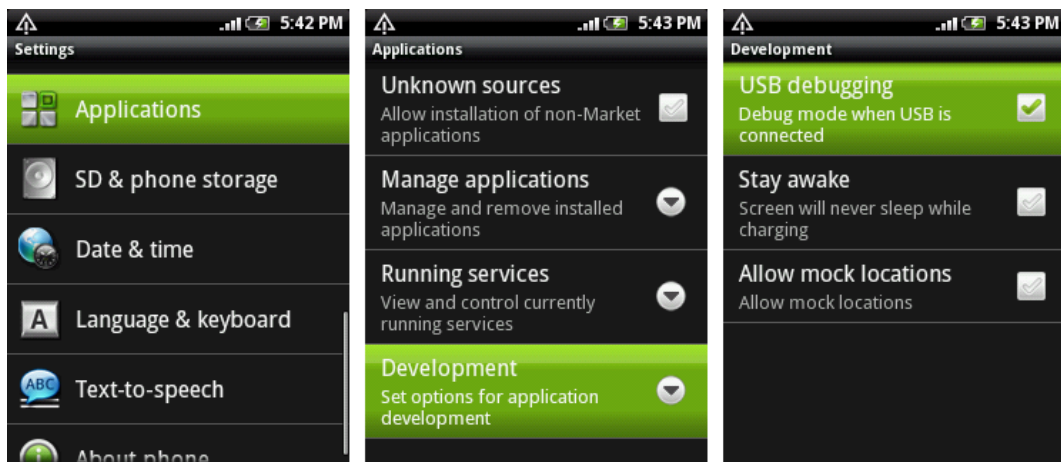 5:42 PM
Settings
Applications
SD & phone storage
Date & time
A
Language & keyboard
ABC
Text-to-speech
About phone
5:43 PM
Applications
Unknown sources
Allow installation of non-Market
applications
Manage applications
Manage and remove installed
applications
Running services
View and control currently
running services
Development
Set options for application
development
5:43 PM
Development
USB debugging
Debug mode when USB is
connected
Stay awake
Screen will never sleep while
charging
Allow mock locations
Allow mock locations